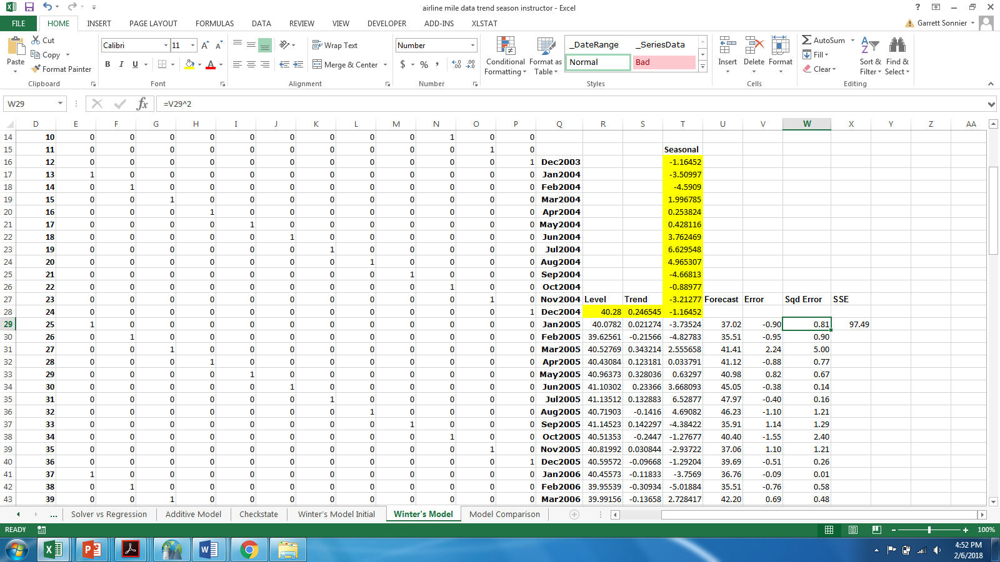 airline mile data trend season instructor - Excel
FILE HOME INSERT PAGE LAYOUT FORMULAS DATA REVIEW VIEW DEVELOPER ADD-INS XLSTAT Garrett Sonnier
Paste Cut Copy Format Painter Clipboard
Calibri 11 B I U Font
Wrap Text Merge & Center Alignment
Number $ % Number
Conditional Formatting Format as Table _DateRange _SeriesData Normal Bad Styles
Insert Delete Format Cells
AutoSum Fill Clear Sort & Filter Find & Select Editing
W29 fx =V29^2
D E F G H I J K L M N O P Q R S T U V W X Y Z AA
14 10 0 0 0 0 0 0 0 0 0 1 0 0
15 11 0 0 0 0 0 0 0 0 0 0 1 0 Seasonal
16 12 0 0 0 0 0 0 0 0 0 0 0 1 Dec2003 -1.16452
17 13 1 0 0 0 0 0 0 0 0 0 0 0 Jan2004 -3.50997
18 14 0 1 0 0 0 0 0 0 0 0 0 0 Feb2004 -4.5909
19 15 0 0 1 0 0 0 0 0 0 0 0 0 Mar2004 1.996785
20 16 0 0 0 1 0 0 0 0 0 0 0 0 Apr2004 0.253824
21 17 0 0 0 0 1 0 0 0 0 0 0 0 May2004 0.428116
22 18 0 0 0 0 0 1 0 0 0 0 0 0 Jun2004 3.762469
23 19 0 0 0 0 0 0 1 0 0 0 0 0 Jul2004 6.629548
24 20 0 0 0 0 0 0 0 1 0 0 0 0 Aug2004 4.965307
25 21 0 0 0 0 0 0 0 0 1 0 0 0 Sep2004 -4.66813
26 22 0 0 0 0 0 0 0 0 0 1 0 0 Oct2004 -0.88977
27 23 0 0 0 0 0 0 0 0 0 0 1 0 Nov2004 Level Trend -3.21277 Forecast Error Sqd Error SSE
28 24 0 0 0 0 0 0 0 0 0 0 0 1 Dec2004 40.28 0.246545 -1.16452
29 25 1 0 0 0 0 0 0 0 0 0 0 0 Jan2005 40.0782 0.021274 -3.73524 37.02 -0.90 0.81 97.49
30 26 0 1 0 0 0 0 0 0 0 0 0 0 Feb2005 39.62561 -0.21566 -4.82783 35.51 -0.95 0.90
31 27 0 0 1 0 0 0 0 0 0 0 0 0 Mar2005 40.52769 0.343214 2.555658 41.41 2.24 5.00
32 28 0 0 0 1 0 0 0 0 0 0 0 0 Apr2005 40.43084 0.123181 0.033791 41.12 -0.88 0.77
33 29 0 0 0 0 1 0 0 0 0 0 0 0 May2005 40.96373 0.328036 0.63297 40.98 0.82 0.67
34 30 0 0 0 0 0 1 0 0 0 0 0 0 Jun2005 41.10302 0.23366 3.668093 45.05 -0.38 0.14
35 31 0 0 0 0 0 0 1 0 0 0 0 0 Jul2005 41.13512 0.132883 6.52877 47.97 -0.40 0.16
36 32 0 0 0 0 0 0 0 1 0 0 0 0 Aug2005 40.71903 -0.1416 4.69082 46.23 -1.10 1.21
37 33 0 0 0 0 0 0 0 0 1 0 0 0 Sep2005 41.14523 0.142297 -4.38422 35.91 1.14 1.29
38 34 0 0 0 0 0 0 0 0 0 1 0 0 Oct2005 40.51353 -0.2447 -1.27677 40.40 -1.55 2.40
39 35 0 0 0 0 0 0 0 0 0 0 1 0 Nov2005 40.81992 0.030844 -2.93722 37.06 1.10 1.21
40 36 0 0 0 0 0 0 0 0 0 0 0 1 Dec2005 40.59572 -0.09668 -1.29204 39.69 -0.51 0.26
41 37 1 0 0 0 0 0 0 0 0 0 0 0 Jan2006 40.45573 -0.11833 -3.7569 36.76 -0.09 0.01
42 38 0 1 0 0 0 0 0 0 0 0 0 0 Feb2006 39.95539 -0.30934 -5.01884 35.51 -0.76 0.58
43 39 0 0 1 0 0 0 0 0 0 0 0 0 Mar2006 39.99156 -0.13658 2.728417 42.20 0.69 0.48
... Solver vs Regression Additive Model Checkstate Winter's Model Initial Winter's Model Model Comparison
READY 100%
4:52 PM
2/6/2018